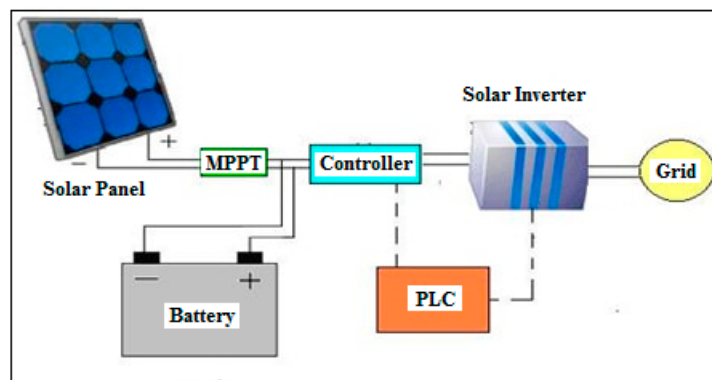 Solar Inverter
+
−
MPPT
Controller
Grid
Solar Panel
− +
PLC
Battery